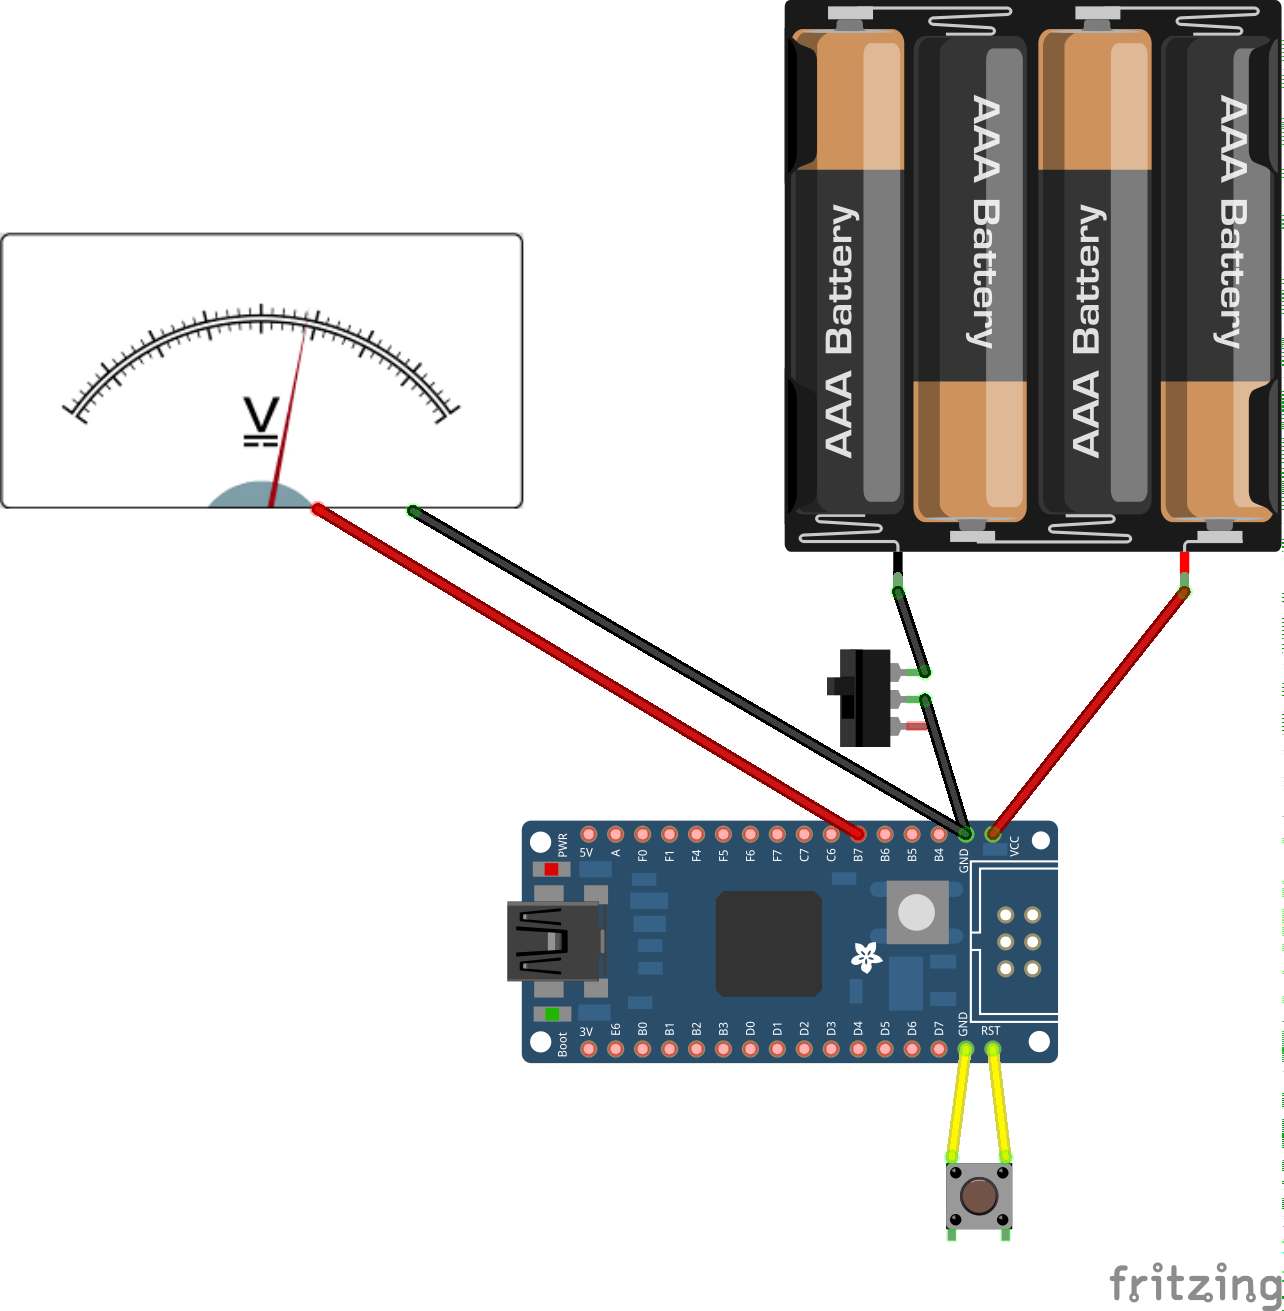 AAA Battery
AAA Battery
AAA Battery
AAA Battery
V
PWR
5V
A
F0
F1
F4
F5
F6
F7
C7
C6
B7
B6
B5
B4
GND
VCC
Boot
3V
E6
B0
B1
B2
B3
D0
D1
D2
D3
D4
D5
D6
D7
GND
RST
fritzing